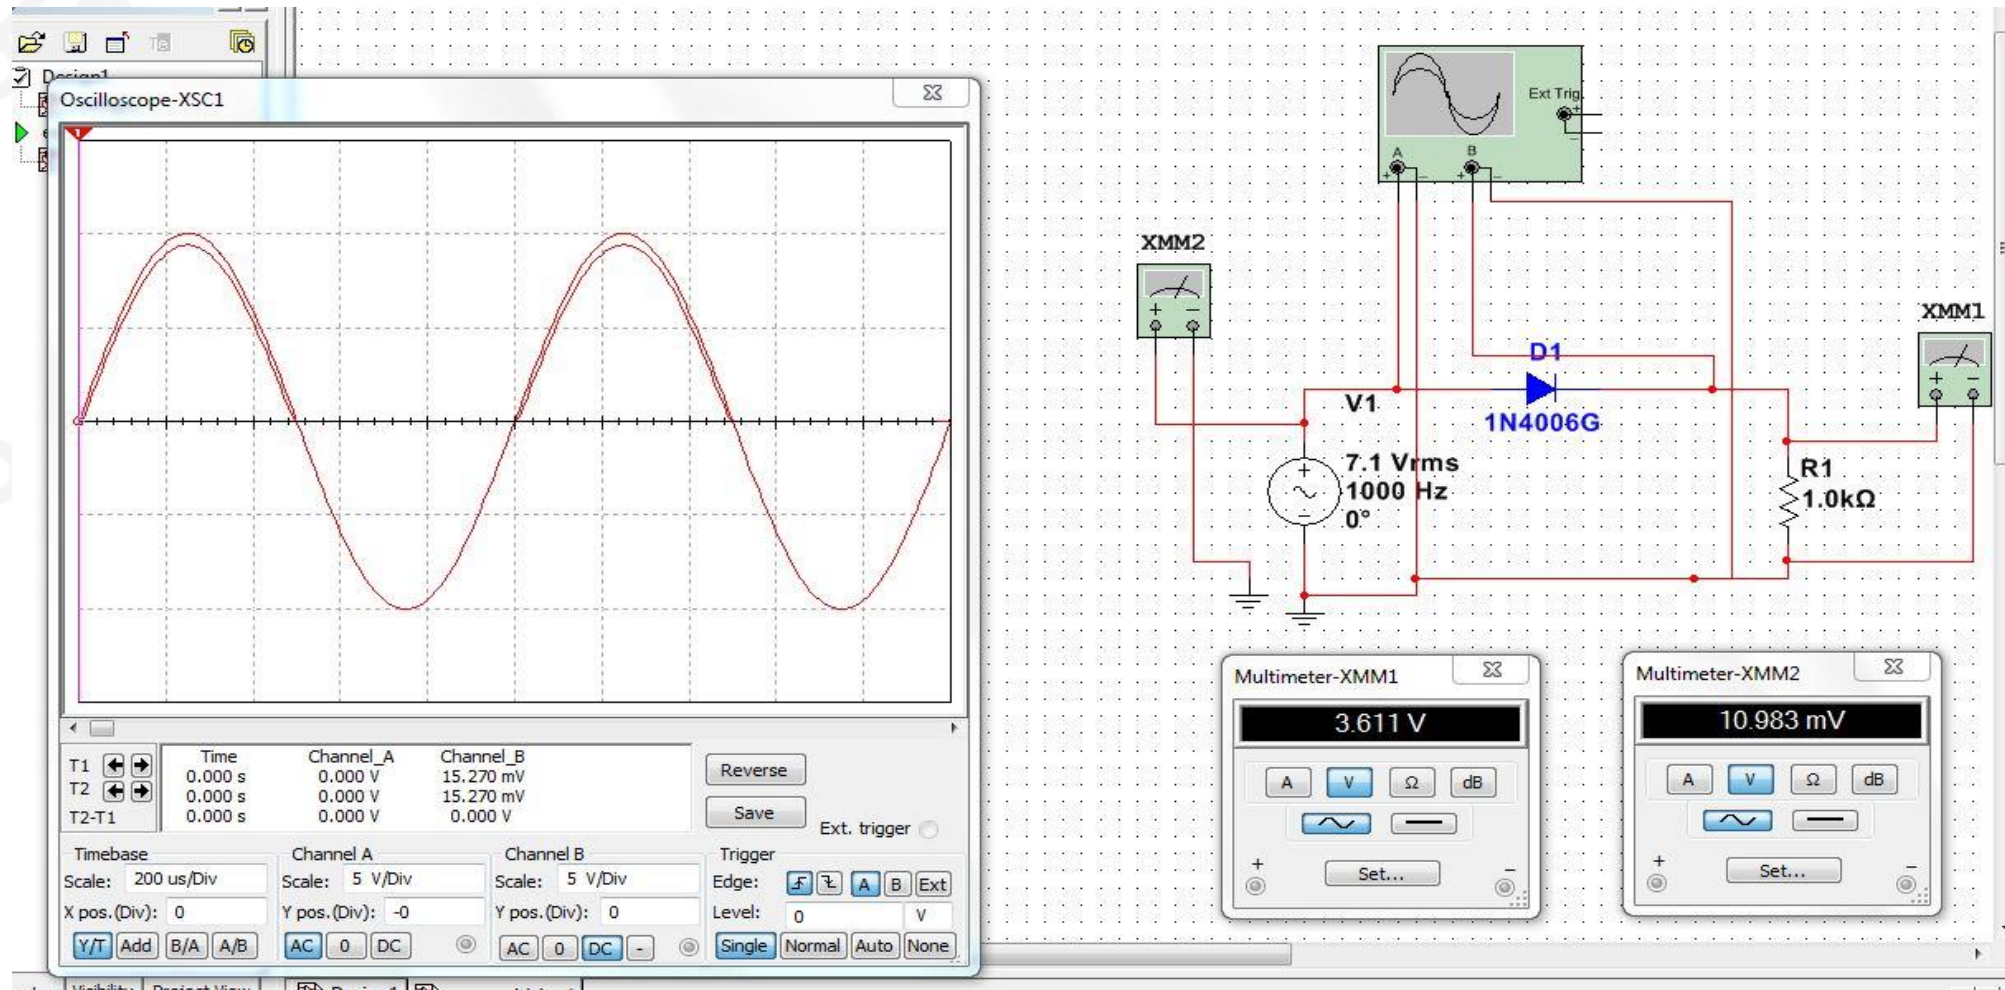 Design1
Oscilloscope-XSC1
1
Time Channel_A Channel_B
T1 0.000 s 0.000 V 15.270 mV
T2 0.000 s 0.000 V 15.270 mV
T2-T1 0.000 s 0.000 V 0.000 V
Reverse
Save
Ext. trigger
Timebase Channel A Channel B Trigger
Scale: 200 us/Div Scale: 5 V/Div Scale: 5 V/Div Edge: A B Ext
X pos.(Div): 0 Y pos.(Div): -0 Y pos.(Div): 0 Level: 0 V
Y/T Add B/A A/B AC 0 DC AC 0 DC - Single Normal Auto None
Ext Trig
+
-
A B
+ - + -
XMM2
+ -
XMM1
+ -
D1
1N4006G
V1
7.1 Vrms
1000 Hz
0°
+
-
R1
1.0kΩ
Multimeter-XMM1
3.611 V
A V Ω dB
+ Set... -
Multimeter-XMM2
10.983 mV
A V Ω dB
+ Set... -
Visibility Project View